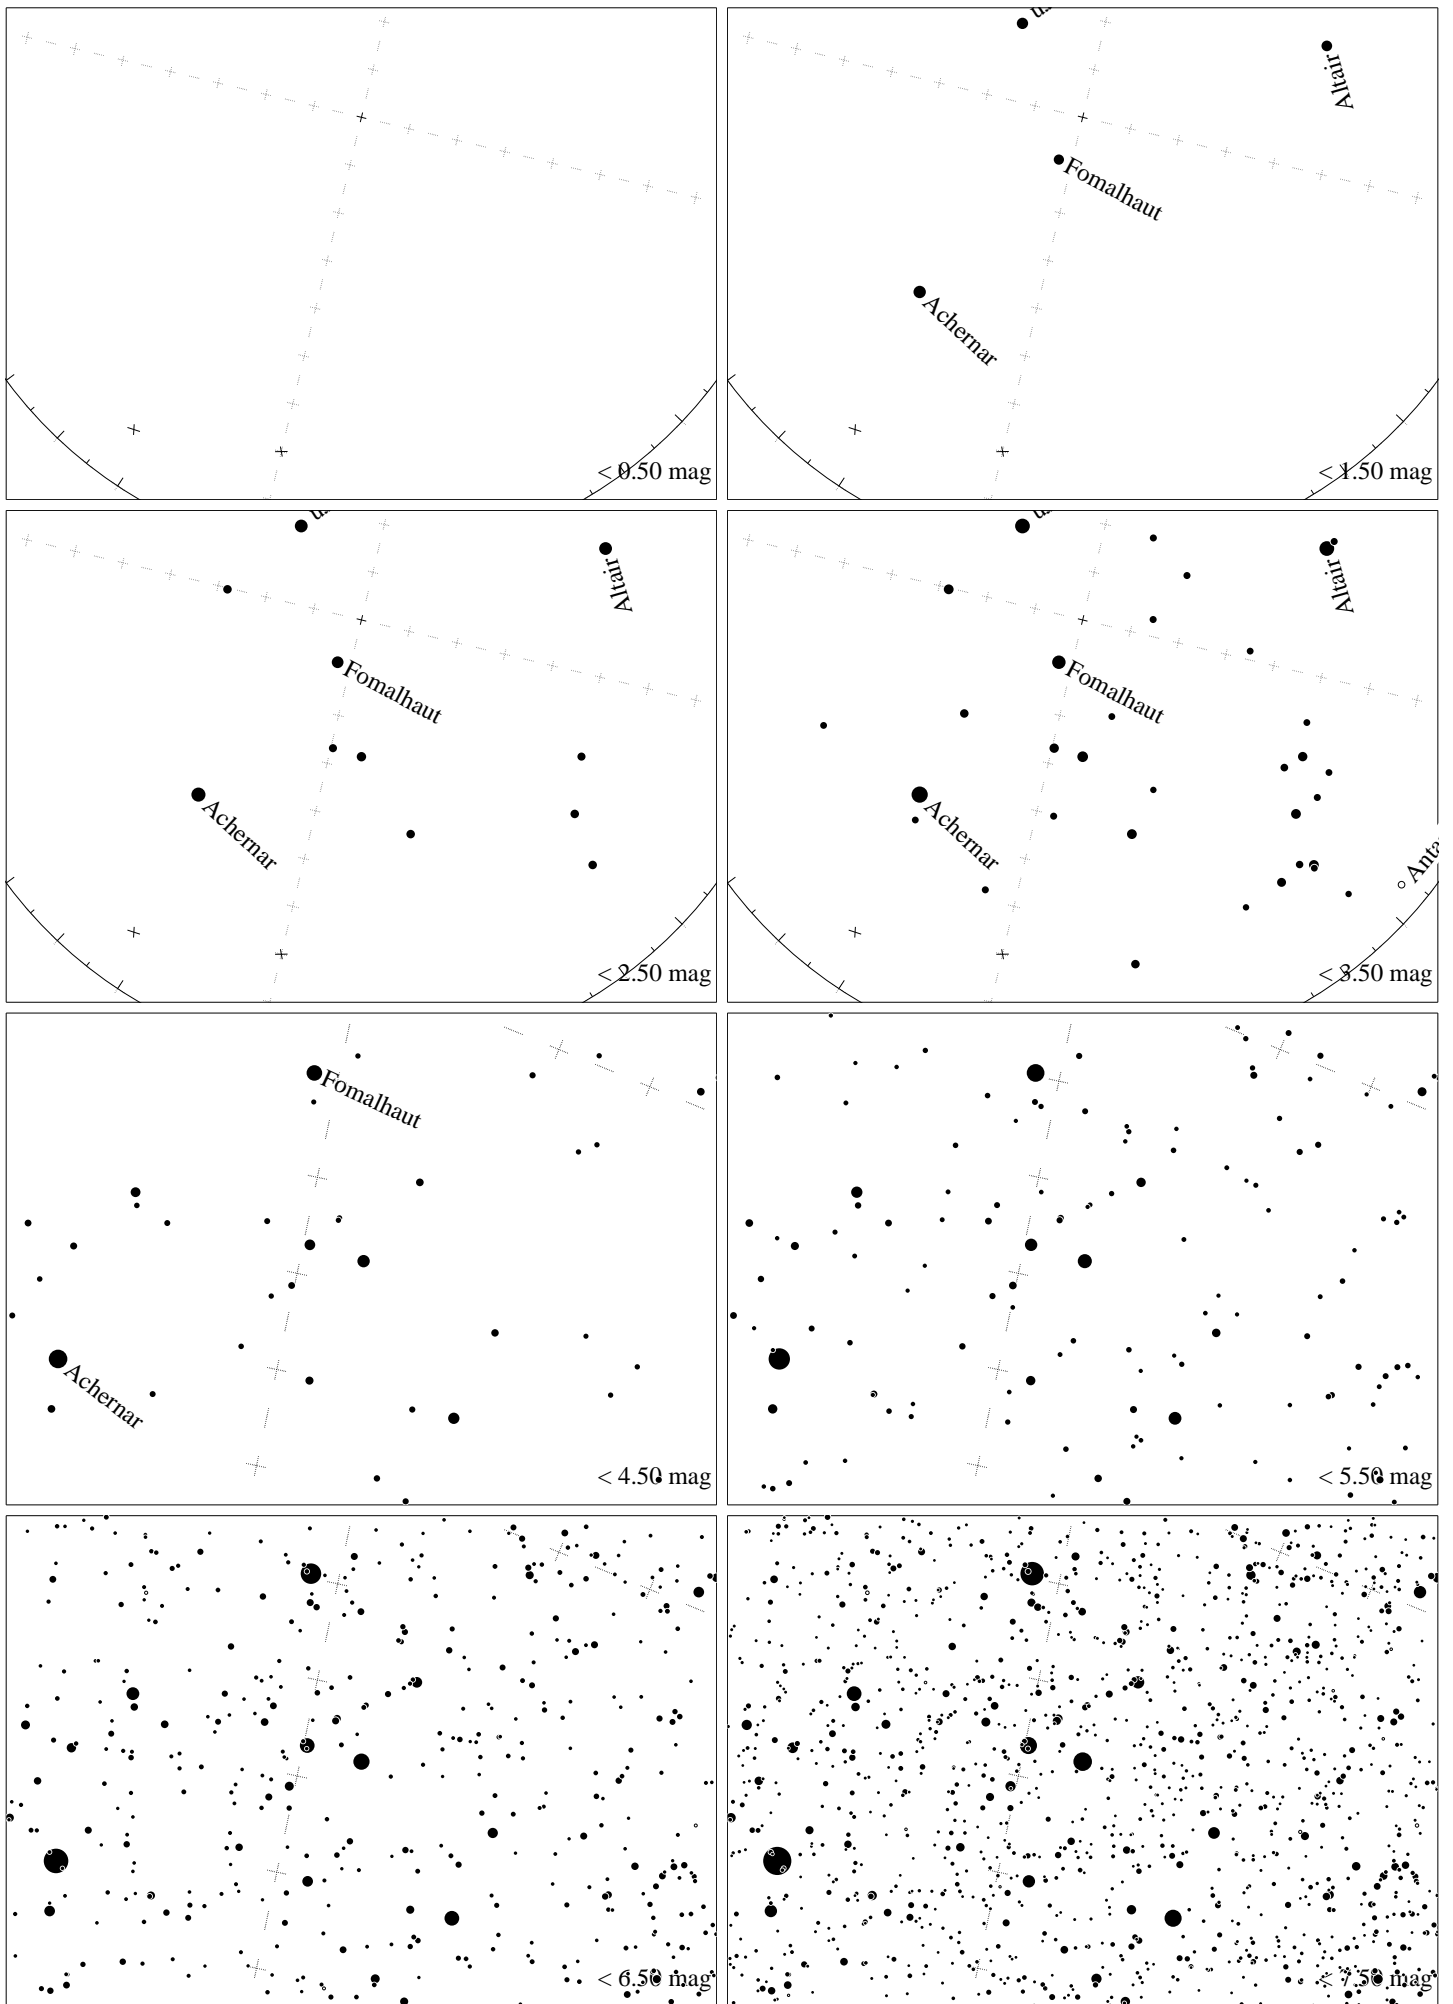 Altair
Fomalhaut
Achernar
< 0.50 mag
< 1.50 mag
Altair
Altair
Fomalhaut
Fomalhaut
Achernar
Achernar
< 2.50 mag
< 3.50 mag
Fomalhaut
Achernar
< 4.50 mag
< 5.50 mag
< 6.50 mag
< 7.50 mag